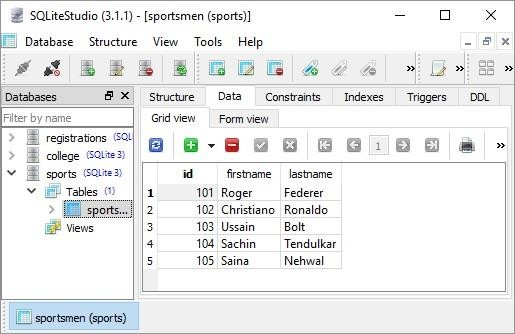 SQLiteStudio (3.1.1) - [sportsmen (sports)]
Database Structure View Tools Help
Databases
Filter by name
registrations (SQLite 3)
college (SQLite 3)
sports (SQLite 3)
Tables (1)
sports...
Views
Structure Data Constraints Indexes Triggers DDL
Grid view Form view
1
id firstname lastname
1 101 Roger Federer
2 102 Christiano Ronaldo
3 103 Ussain Bolt
4 104 Sachin Tendulkar
5 105 Saina Nehwal
sportsmen (sports)